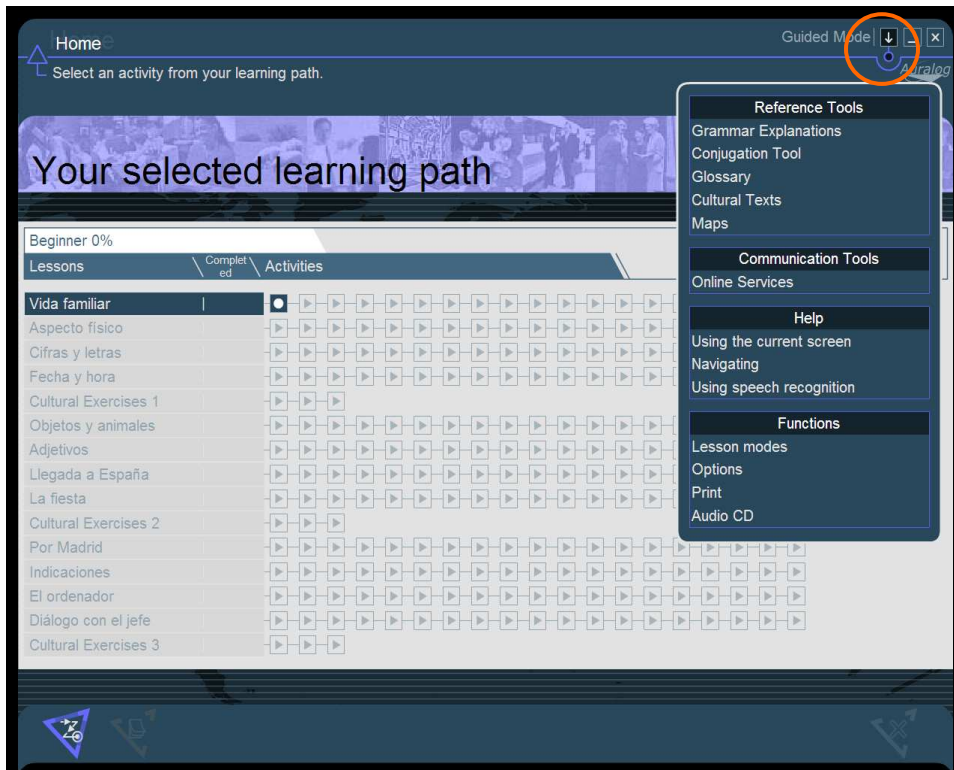 Home
Guided Mode
Select an activity from your learning path.
Auralog
Your selected learning path
Reference Tools
Grammar Explanations
Conjugation Tool
Glossary
Cultural Texts
Maps
Communication Tools
Online Services
Help
Using the current screen
Navigating
Using speech recognition
Functions
Lesson modes
Options
Print
Audio CD
Beginner 0%
Lessons
Complet
ed
Activities
Vida familiar
Aspecto físico
Cifras y letras
Fecha y hora
Cultural Exercises 1
Objetos y animales
Adjetivos
Llegada a España
La fiesta
Cultural Exercises 2
Por Madrid
Indicaciones
El ordenador
Diálogo con el jefe
Cultural Exercises 3